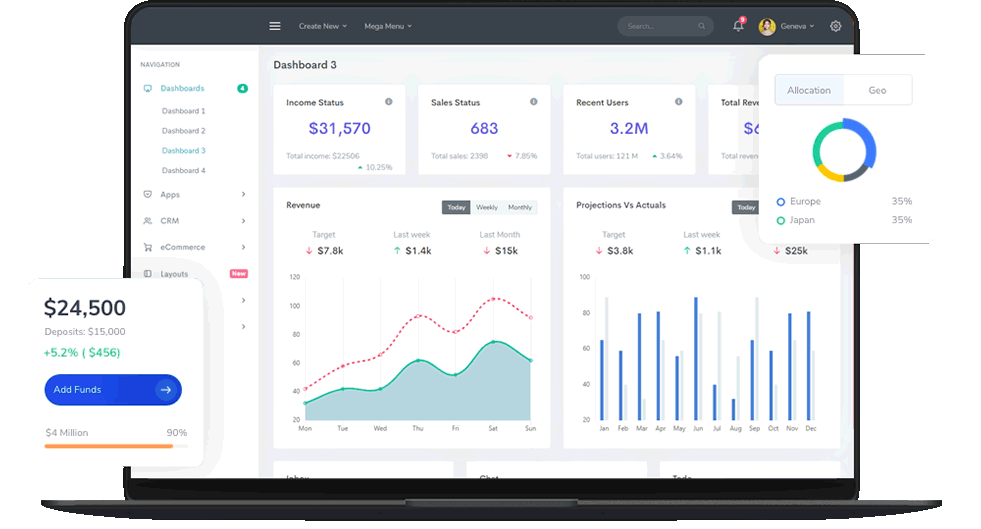 Create New
Mega Menu
Search...
9
Geneva
NAVIGATION
Dashboards
4
Dashboard 1
Dashboard 2
Dashboard 3
Dashboard 4
Apps
CRM
eCommerce
Layouts
New
Dashboard 3
Income Status
$31,570
Total income: $22506
10.25%
Sales Status
683
Total sales: 2398
7.85%
Recent Users
3.2M
Total users: 121 M
3.64%
Total
Allocation
Geo
Europe
35%
Japan
35%
Revenue
Today
Weekly
Monthly
Target
$7.8k
Last week
$1.4k
Last Month
$15k
120
100
80
60
40
20
Mon
Tue
Wed
Thu
Fri
Sat
Sun
Projections Vs Actuals
Today
Target
$3.8k
Last week
$1.1k
$25k
100
80
60
40
20
Jan
Feb
Mar
Apr
May
Jun
Jul
Aug
Sep
Oct
Nov
Dec
$24,500
Deposits: $15,000
+5.2% ( $456)
Add Funds
$4 Million
90%
Inbox
Chat
Todo